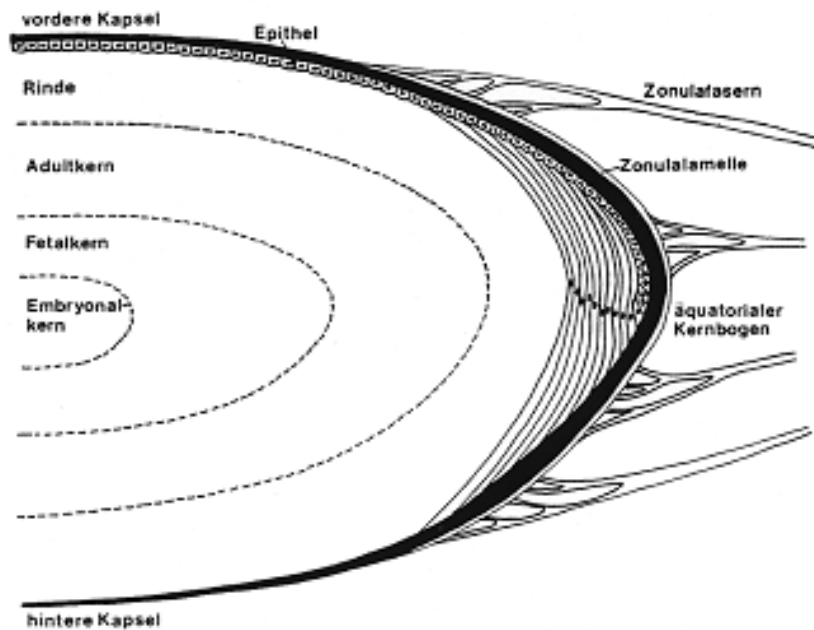 vordere Kapsel
Epithel
Rinde
Zonulafasern
Adultkern
Zonulalamelle
Fetalkern
Embryonal-
kern
äquatorialer
Kernbogen
hintere Kapsel